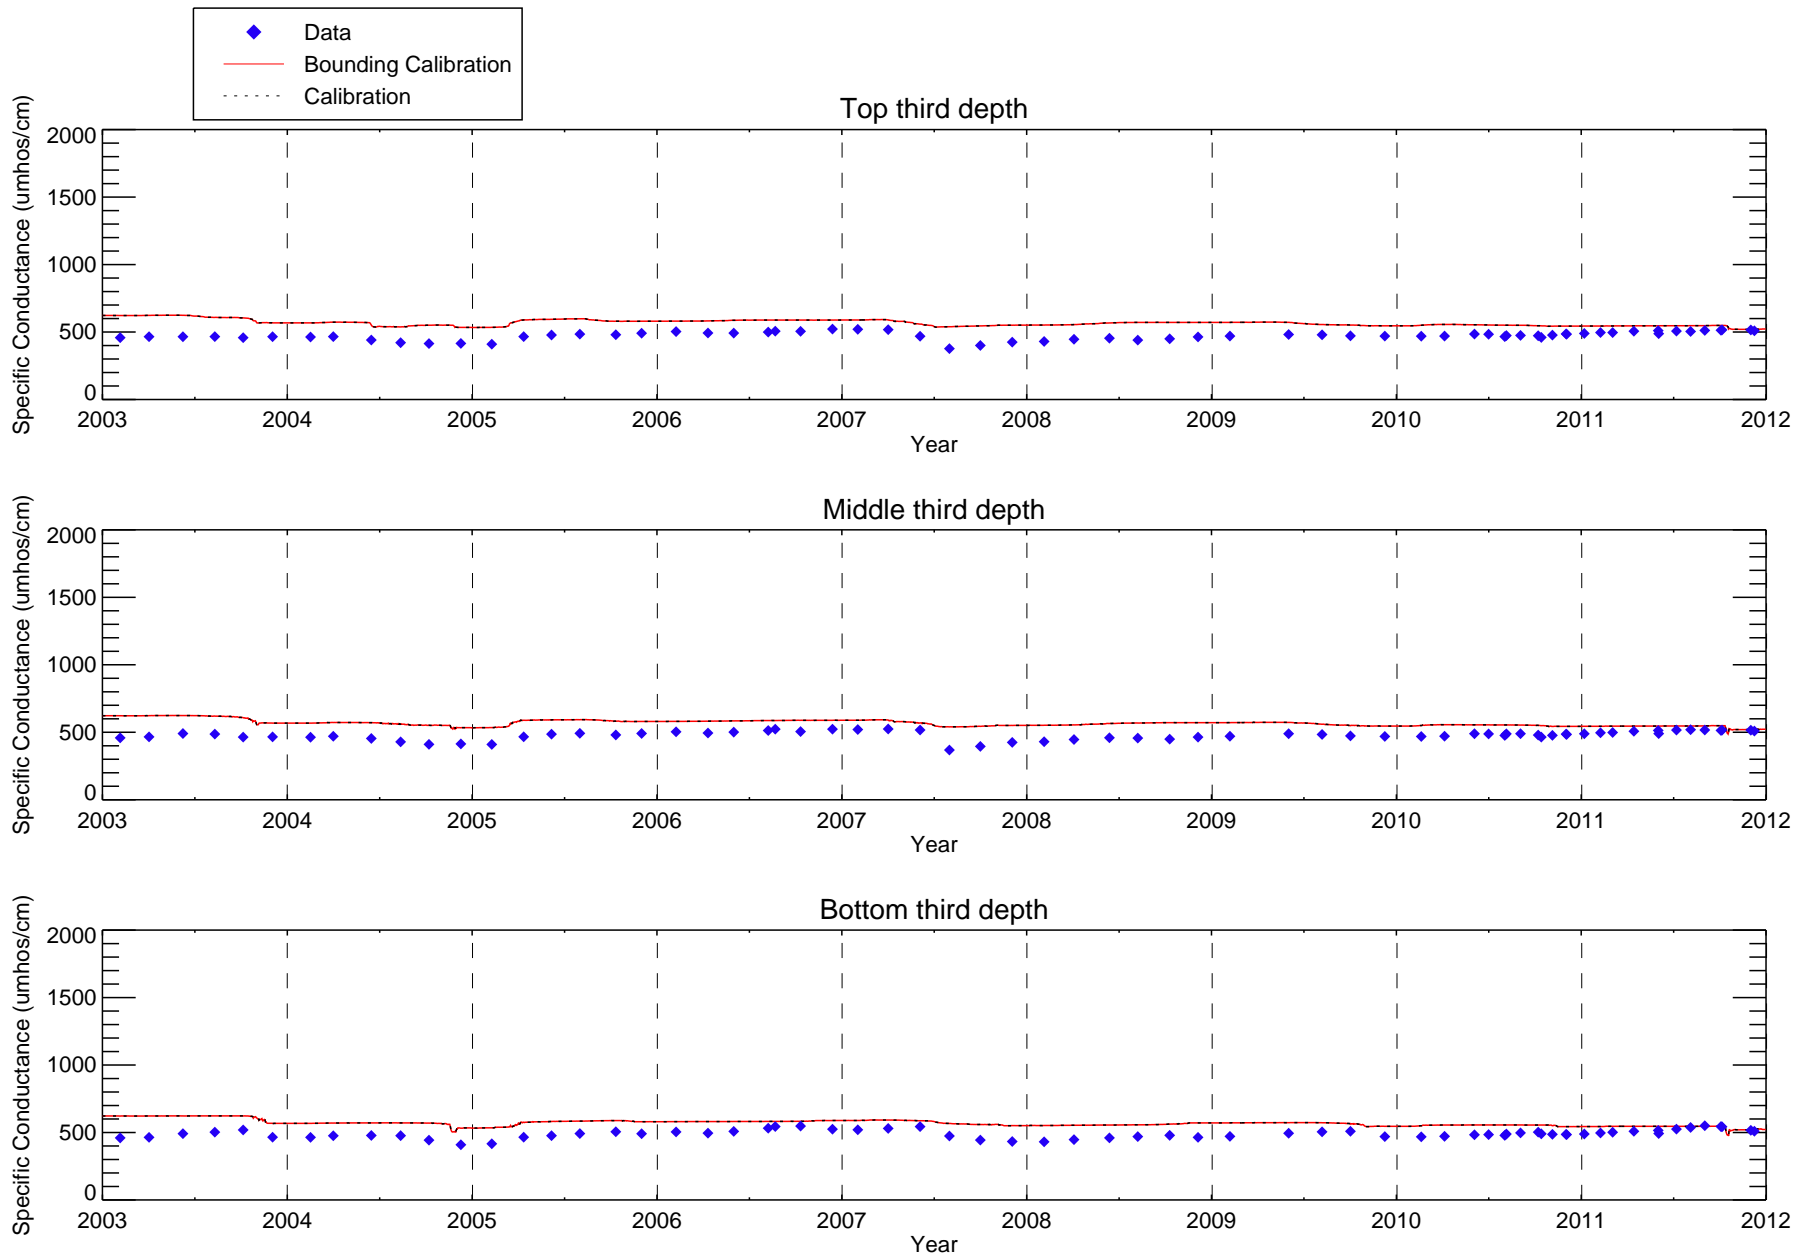 Data
Bounding Calibration
Calibration
Top third depth
Specific Conductance (umhos/cm)
2000
1500
1000
500
0
2003 2004 2005 2006 2007 2008 2009 2010 2011 2012
Year
Middle third depth
Specific Conductance (umhos/cm)
2000
1500
1000
500
0
2003 2004 2005 2006 2007 2008 2009 2010 2011 2012
Year
Bottom third depth
Specific Conductance (umhos/cm)
2000
1500
1000
500
0
2003 2004 2005 2006 2007 2008 2009 2010 2011 2012
Year